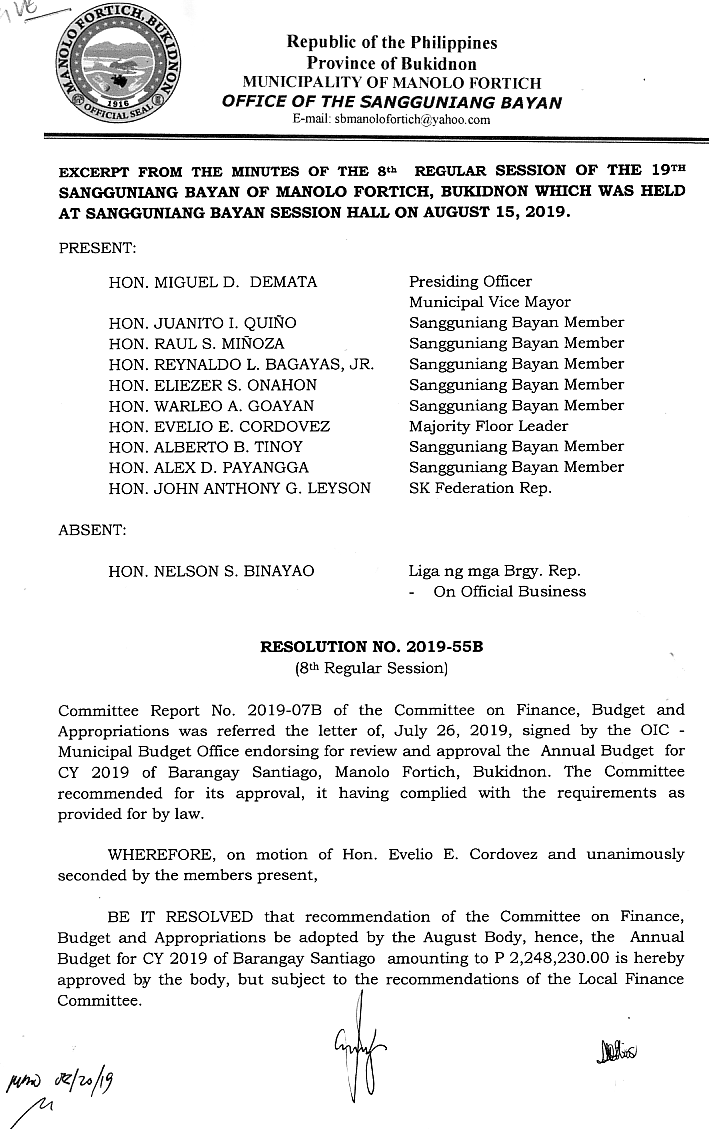 MANOLO FORTICH, BUKIDNON
1916
OFFICIAL SEAL
Republic of the Philippines
Province of Bukidnon
MUNICIPALITY OF MANOLO FORTICH
OFFICE OF THE SANGGUNIANG BAYAN
E-mail: sbmanolofortich@yahoo.com
EXCERPT FROM THE MINUTES OF THE 8th REGULAR SESSION OF THE 19TH
SANGGUNIANG BAYAN OF MANOLO FORTICH, BUKIDNON WHICH WAS HELD
AT SANGGUNIANG BAYAN SESSION HALL ON AUGUST 15, 2019.
PRESENT:
HON. MIGUEL D. DEMATA Presiding Officer
Municipal Vice Mayor
HON. JUANITO I. QUIÑO Sangguniang Bayan Member
HON. RAUL S. MIÑOZA Sangguniang Bayan Member
HON. REYNALDO L. BAGAYAS, JR. Sangguniang Bayan Member
HON. ELIEZER S. ONAHON Sangguniang Bayan Member
HON. WARLEO A. GOAYAN Sangguniang Bayan Member
HON. EVELIO E. CORDOVEZ Majority Floor Leader
HON. ALBERTO B. TINOY Sangguniang Bayan Member
HON. ALEX D. PAYANGGA Sangguniang Bayan Member
HON. JOHN ANTHONY G. LEYSON SK Federation Rep.
ABSENT:
HON. NELSON S. BINAYAO Liga ng mga Brgy. Rep.
- On Official Business
RESOLUTION NO. 2019-55B
(8th Regular Session)
Committee Report No. 2019-07B of the Committee on Finance, Budget and
Appropriations was referred the letter of, July 26, 2019, signed by the OIC -
Municipal Budget Office endorsing for review and approval the Annual Budget for
CY 2019 of Barangay Santiago, Manolo Fortich, Bukidnon. The Committee
recommended for its approval, it having complied with the requirements as
provided for by law.
WHEREFORE, on motion of Hon. Evelio E. Cordovez and unanimously
seconded by the members present,
BE IT RESOLVED that recommendation of the Committee on Finance,
Budget and Appropriations be adopted by the August Body, hence, the Annual
Budget for CY 2019 of Barangay Santiago amounting to P 2,248,230.00 is hereby
approved by the body, but subject to the recommendations of the Local Finance
Committee.